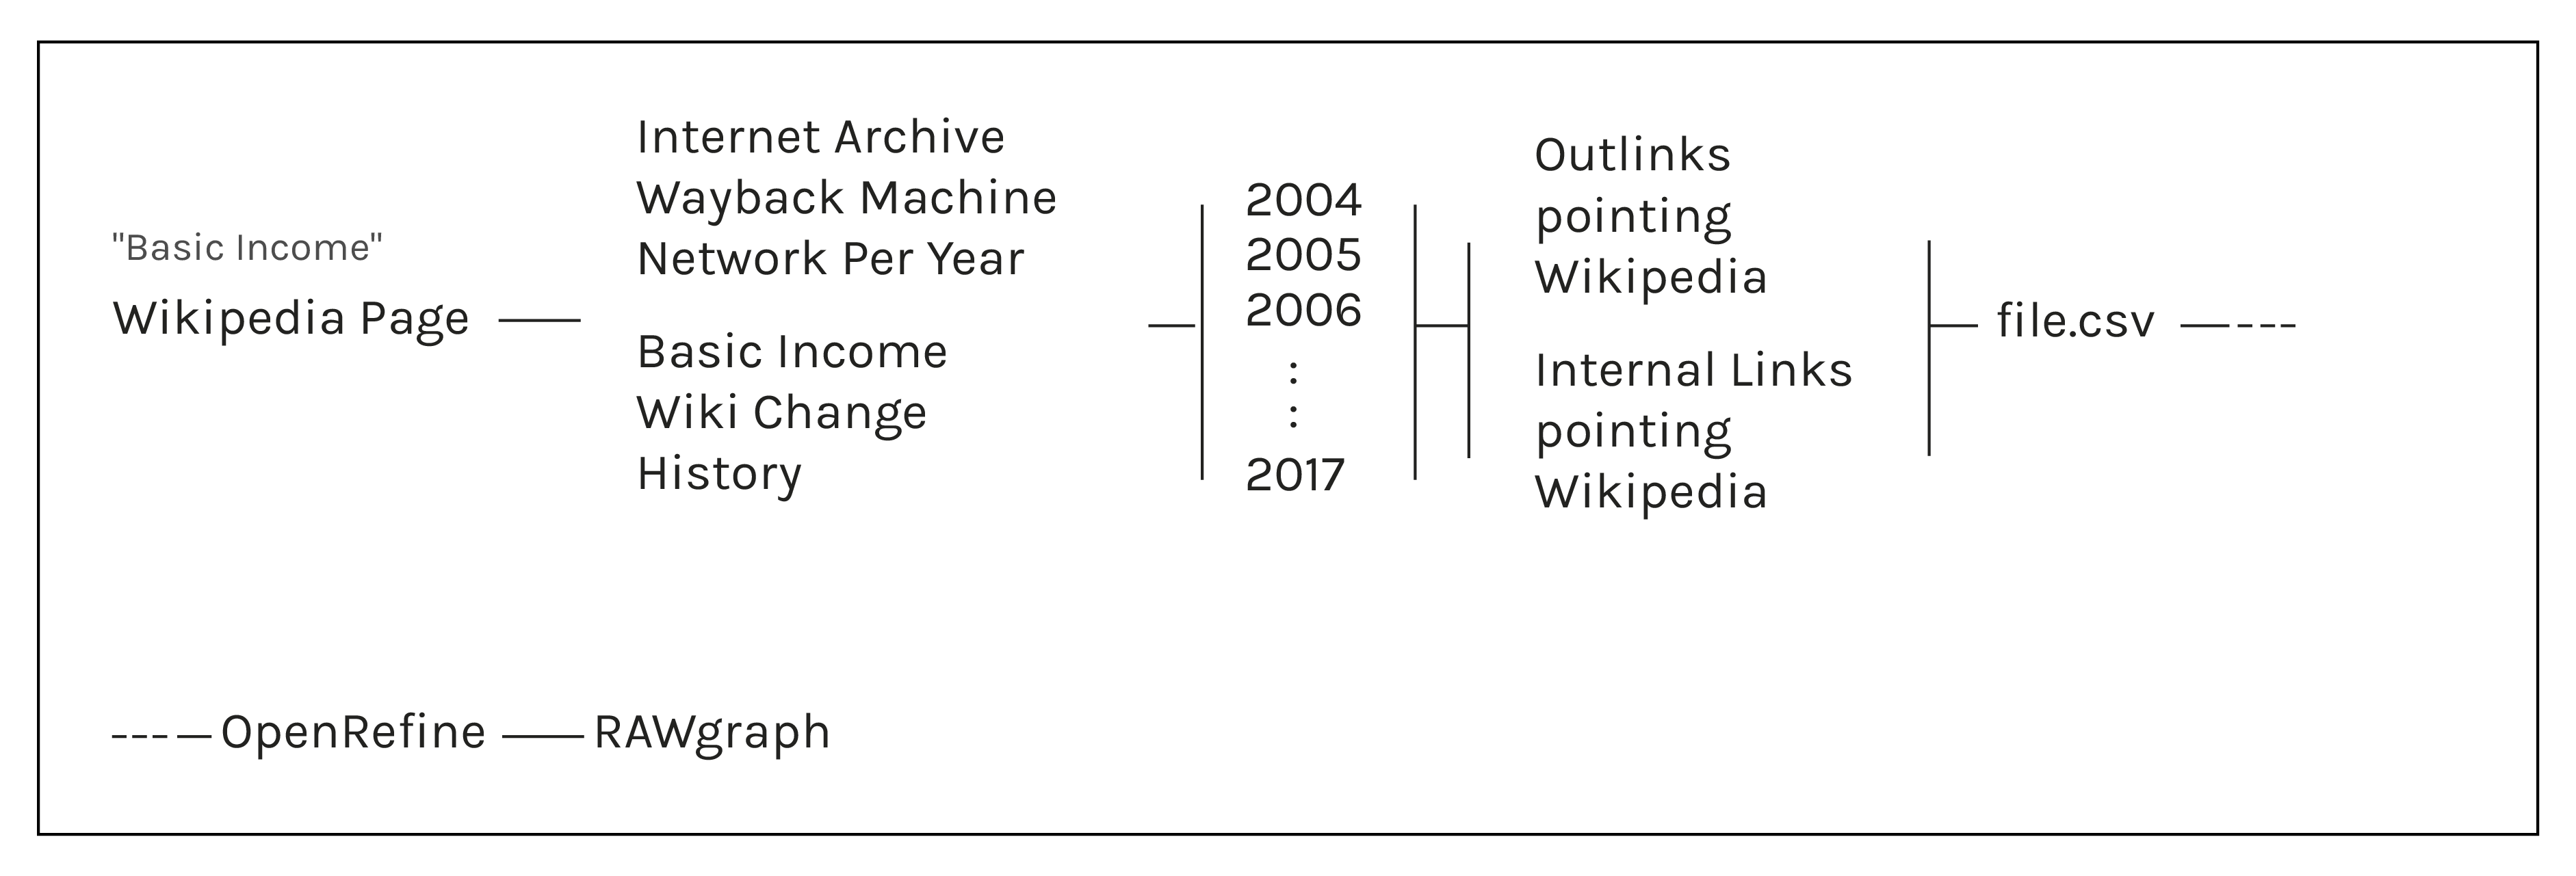 "Basic Income"
Wikipedia Page
Internet Archive
Wayback Machine
Network Per Year
Basic Income
Wiki Change
History
2004
2005
2006
:
:
2017
Outlinks
pointing
Wikipedia
Internal Links
pointing
Wikipedia
file.csv
OpenRefine
RAWgraph